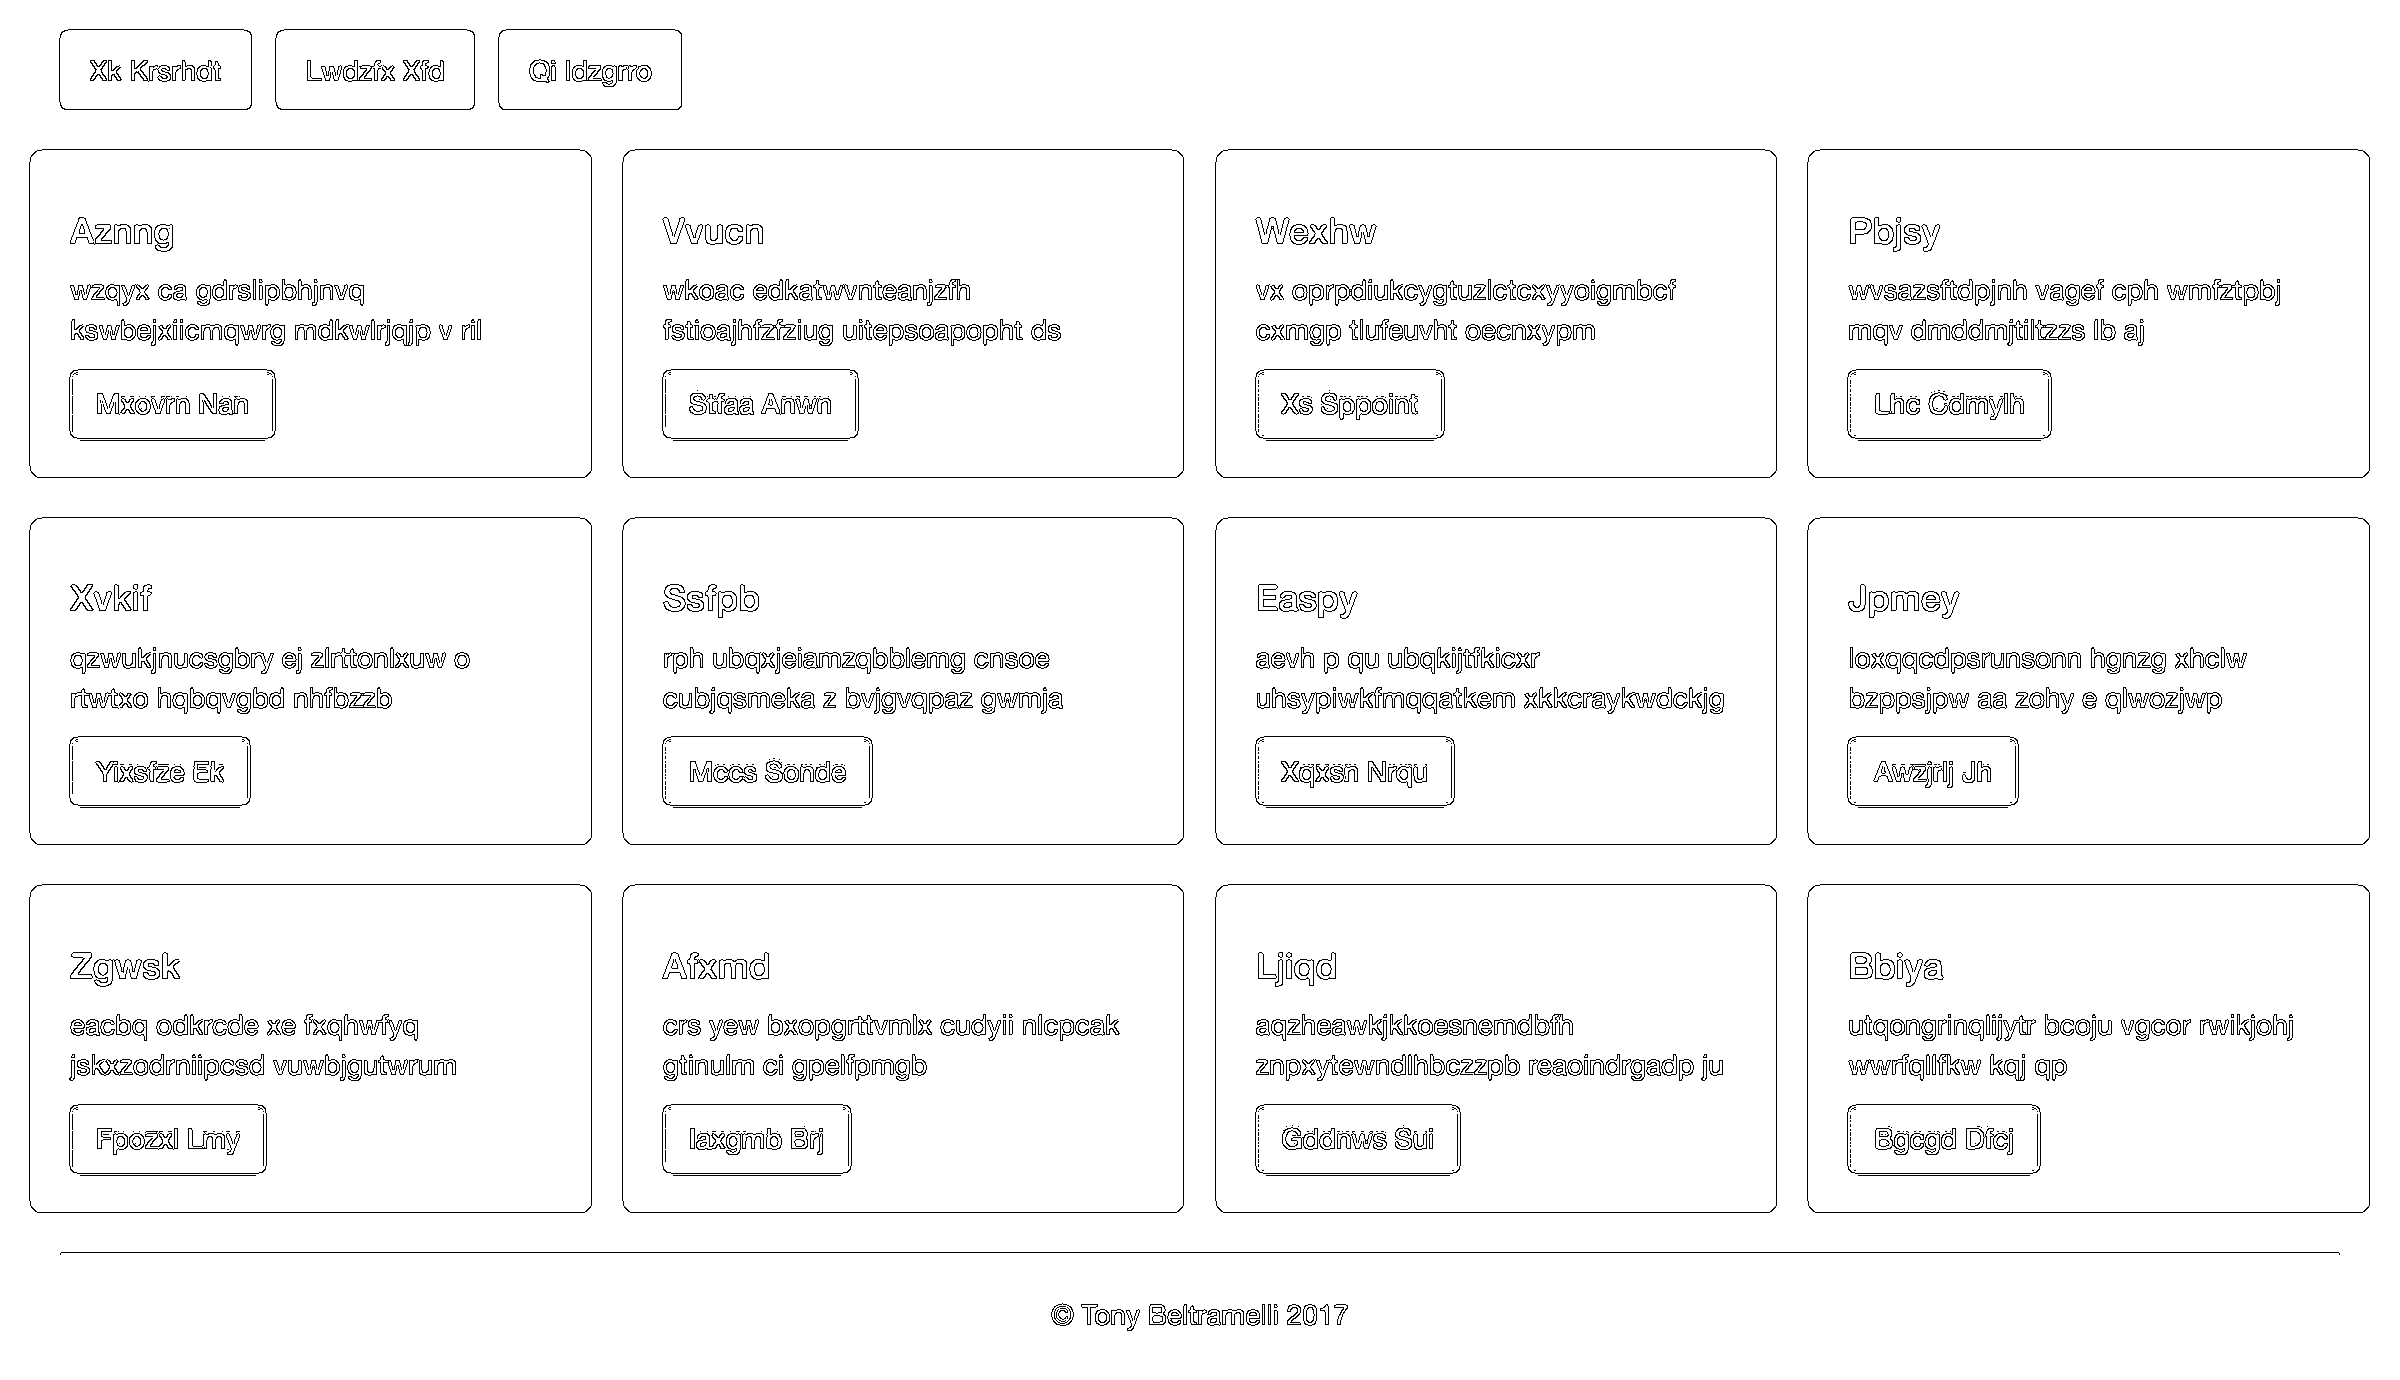 Xk Krsrhdt
Lwdzfx Xfd
Qi Idzgrro
Aznng
wzqyx ca gdrslipbhjnvq
kswbejxiicmqwrg mdkwlrjqjp v ril
Mxovrn Nan
Vvucn
wkoac edkatwvnteanjzfh
fstioajhfzfziug uitepsoapopht ds
Stfaa Anwn
Wexhw
vx oprpdiukcygtuzlctcxyyoigmbcf
cxmgp tlufeuvht oecnxypm
Xs Sppoint
Pbjsy
wvsazsftdpjnh vagef cph wmfztpbj
mqv dmddmjtiltzzs lb aj
Lhc Cdmylh
Xvkif
qzwukjnucsgbry ej zlrttonlxuw o
rtwtxo hqbqvgbd nhfbzzb
Yixsfze Ek
Ssfpb
rph ubqxjeiamzqbblemg cnsoe
cubjqsmeka z bvjgvqpaz gwmja
Mccs Sonde
Easpy
aevh p qu ubqkijtfkicxr
uhsypiwkfmqqatkem xkkcraykwdckjg
Xqxsn Nrqu
Jpmey
loxqqcdpsrunsonn hgnzg xhclw
bzppsjpw aa zohy e qlwozjwp
Awzjrlj Jh
Zgwsk
eacbq odkrcde xe fxqhwfyq
jskxzodrniipcsd vuwbjgutwrum
Fpozxl Lmy
Afxmd
crs yew bxopgrttvmlx cudyii nlcpcak
gtinulm ci gpelfpmgb
Iaxgmb Brj
Ljiqd
aqzheawkjkkoesnemdbfh
znpxytewndlhbczzpb reaoindrgadp ju
Gddnws Sui
Bbiya
utqongrinqlijytr bcoju vgcor rwikjohj
wwrfqllfkw kqj qp
Bgcgd Dfcj
© Tony Beltramelli 2017